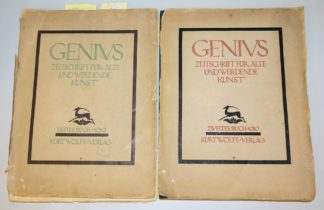 GENIVS
ZEITSCHRIFT FÜR ALTE
UND WERDENDE
KUNST
ERSTES BUCH 1920
KURT WOLFF-VERLAG
GENIVS
ZEITSCHRIFT FÜR ALTE
UND WERDENDE
KUNST
ZWEITES BUCH 1920
KURT WOLFF-VERLAG